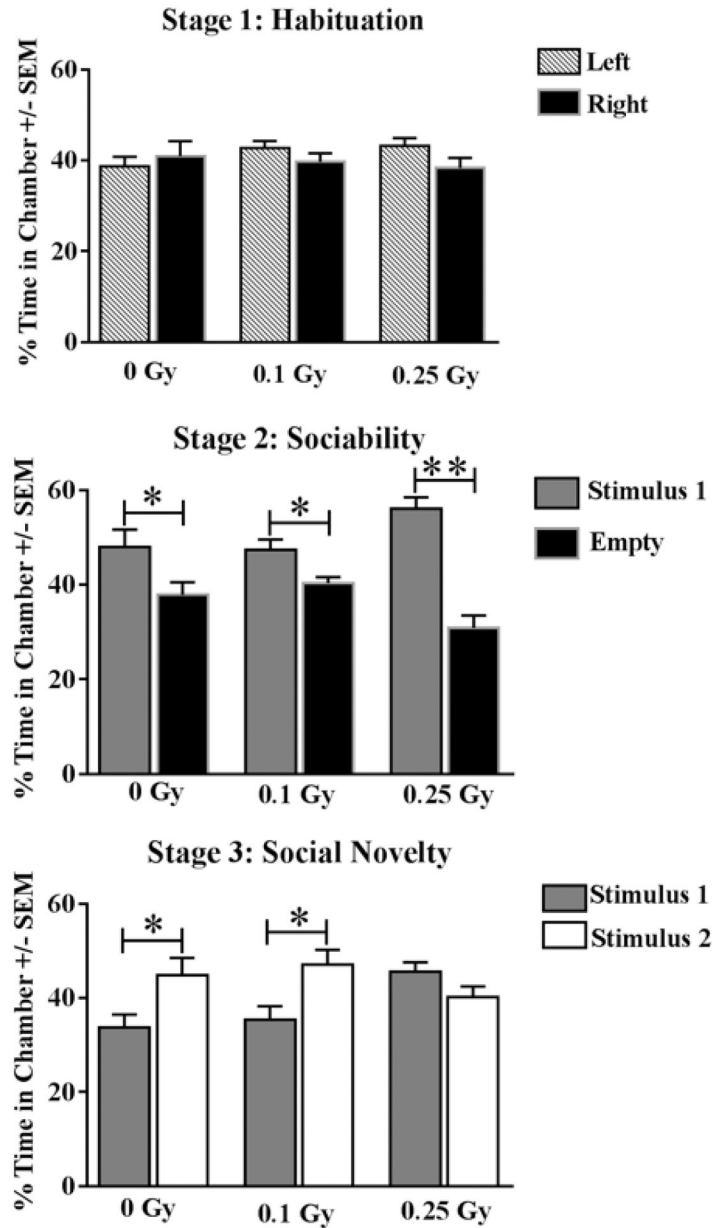 Stage 1: Habituation
% Time in Chamber +/- SEM
60
40
20
0
0 Gy
0.1 Gy
0.25 Gy
Left
Right
Stage 2: Sociability
% Time in Chamber +/- SEM
60
40
20
0
*
*
**
0 Gy
0.1 Gy
0.25 Gy
Stimulus 1
Empty
Stage 3: Social Novelty
% Time in Chamber +/- SEM
60
40
20
0
*
*
0 Gy
0.1 Gy
0.25 Gy
Stimulus 1
Stimulus 2